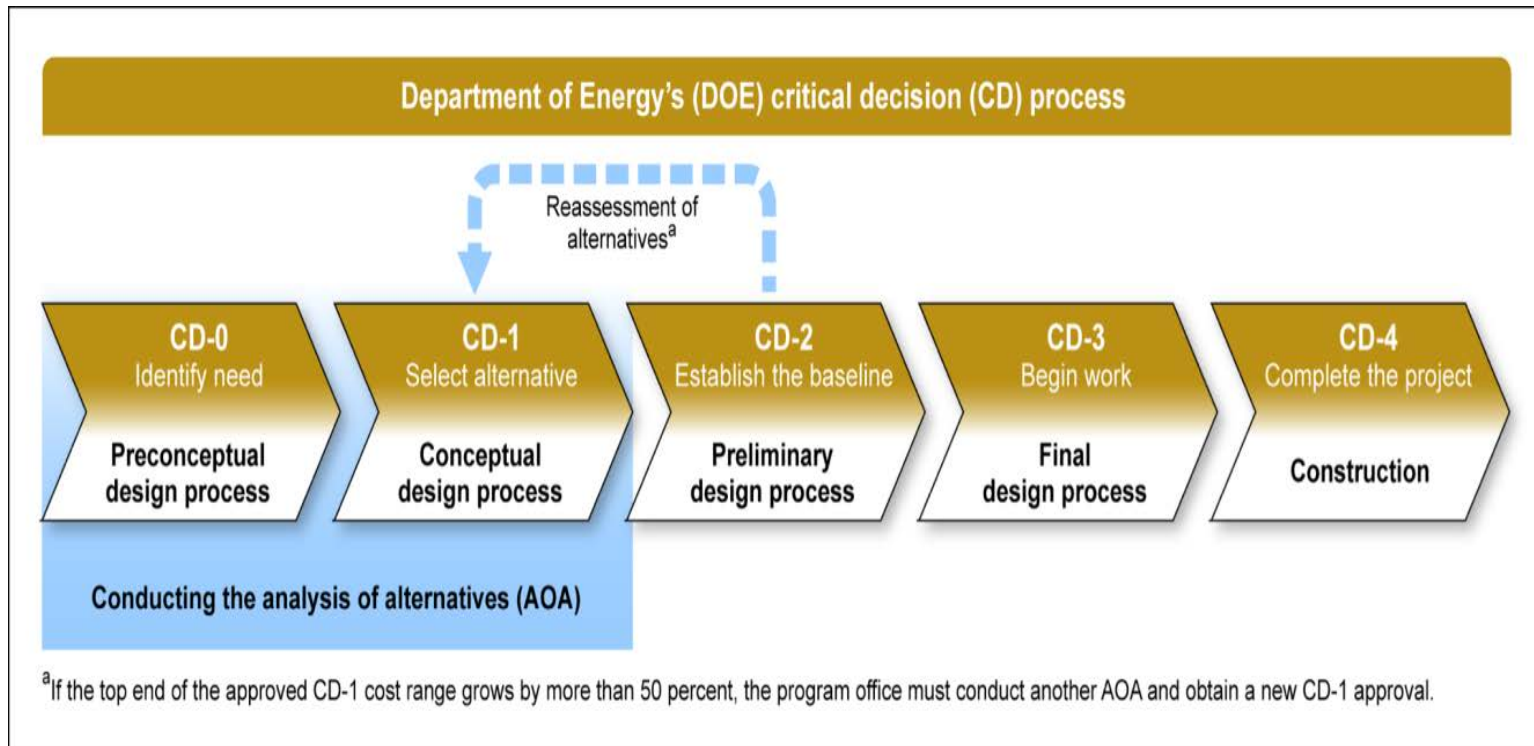 Department of Energy's (DOE) critical decision (CD) process
Reassessment of
alternativesᵃ
CD-0
Identify need
Preconceptual
design process
CD-1
Select alternative
Conceptual
design process
CD-2
Establish the baseline
Preliminary
design process
CD-3
Begin work
Final
design process
CD-4
Complete the project
Construction
Conducting the analysis of alternatives (AOA)
ᵃIf the top end of the approved CD-1 cost range grows by more than 50 percent, the program office must conduct another AOA and obtain a new CD-1 approval.